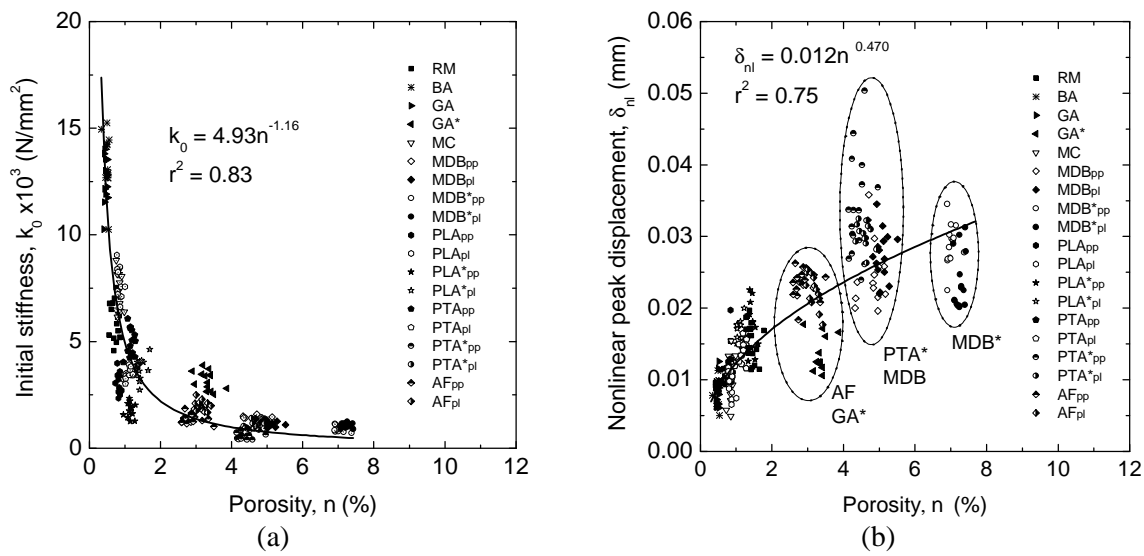 20
15
10
5
0
0
2
4
6
8
10
12
Initial stiffness, k₀ x10³ (N/mm²)
Porosity, n (%)
k₀ = 4.93n⁻¹·¹⁶
r² = 0.83
RM
BA
GA
GA*
MC
MDBpp
MDBpl
MDB*pp
MDB*pl
PLApp
PLApl
PLA*pp
PLA*pl
PTApp
PTApl
PTA*pp
PTA*pl
AFpp
AFpl
(a)
0.06
0.05
0.04
0.03
0.02
0.01
0.00
0
2
4
6
8
10
12
Nonlinear peak displacement, δₙₗ (mm)
Porosity, n (%)
δₙₗ = 0.012n ⁰·⁴⁷⁰
r² = 0.75
AF
GA*
PTA*
MDB
MDB*
RM
BA
GA
GA*
MC
MDBpp
MDBpl
MDB*pp
MDB*pl
PLApp
PLApl
PLA*pp
PLA*pl
PTApp
PTApl
PTA*pp
PTA*pl
AFpp
AFpl
(b)